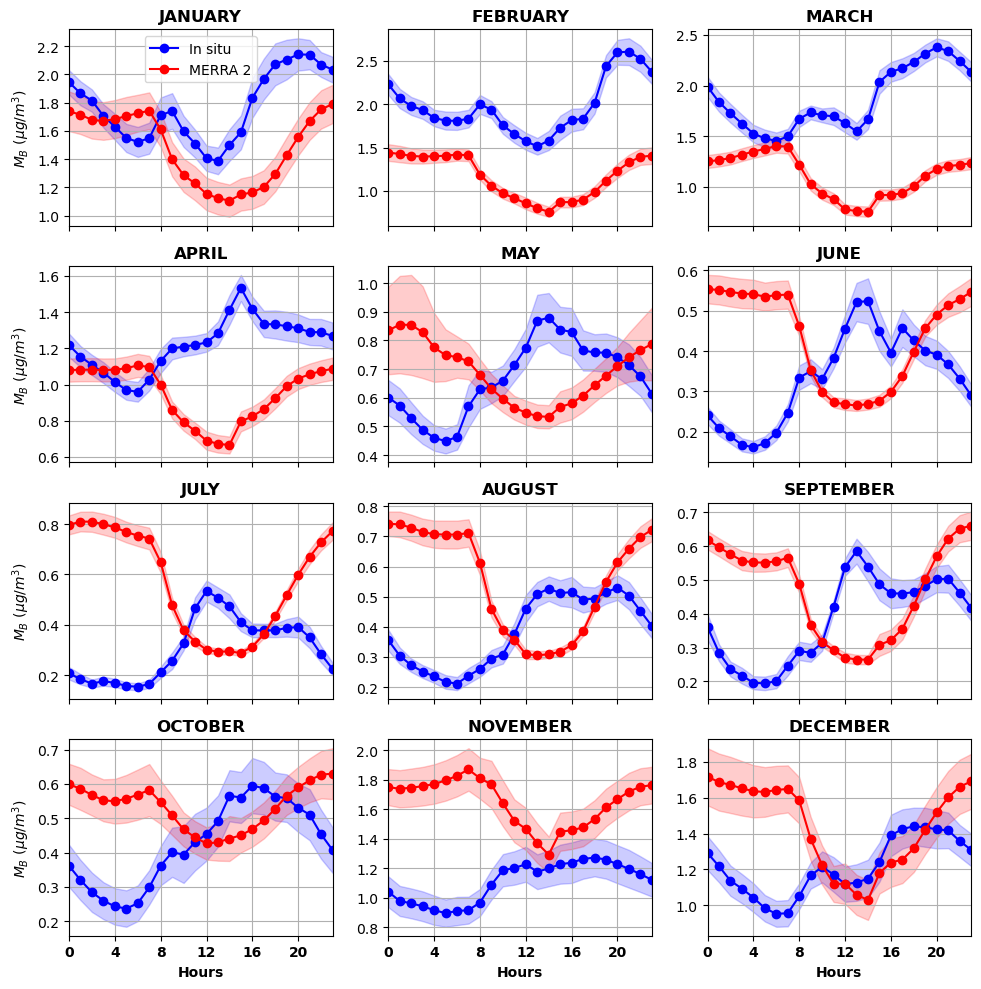 JANUARY
FEBRUARY
MARCH
In situ
MERRA 2
M_B (μg/m³)
2.2
2.0
1.8
1.6
1.4
1.2
1.0
2.5
2.0
1.5
1.0
2.5
2.0
1.5
1.0
APRIL
MAY
JUNE
M_B (μg/m³)
1.6
1.4
1.2
1.0
0.8
0.6
1.0
0.9
0.8
0.7
0.6
0.5
0.4
0.6
0.5
0.4
0.3
0.2
JULY
AUGUST
SEPTEMBER
M_B (μg/m³)
0.8
0.6
0.4
0.2
0.8
0.7
0.6
0.5
0.4
0.3
0.2
0.7
0.6
0.5
0.4
0.3
0.2
OCTOBER
NOVEMBER
DECEMBER
M_B (μg/m³)
0.7
0.6
0.5
0.4
0.3
0.2
2.0
1.8
1.6
1.4
1.2
1.0
0.8
1.8
1.6
1.4
1.2
1.0
0 4 8 12 16 20
0 4 8 12 16 20
0 4 8 12 16 20
Hours
Hours
Hours